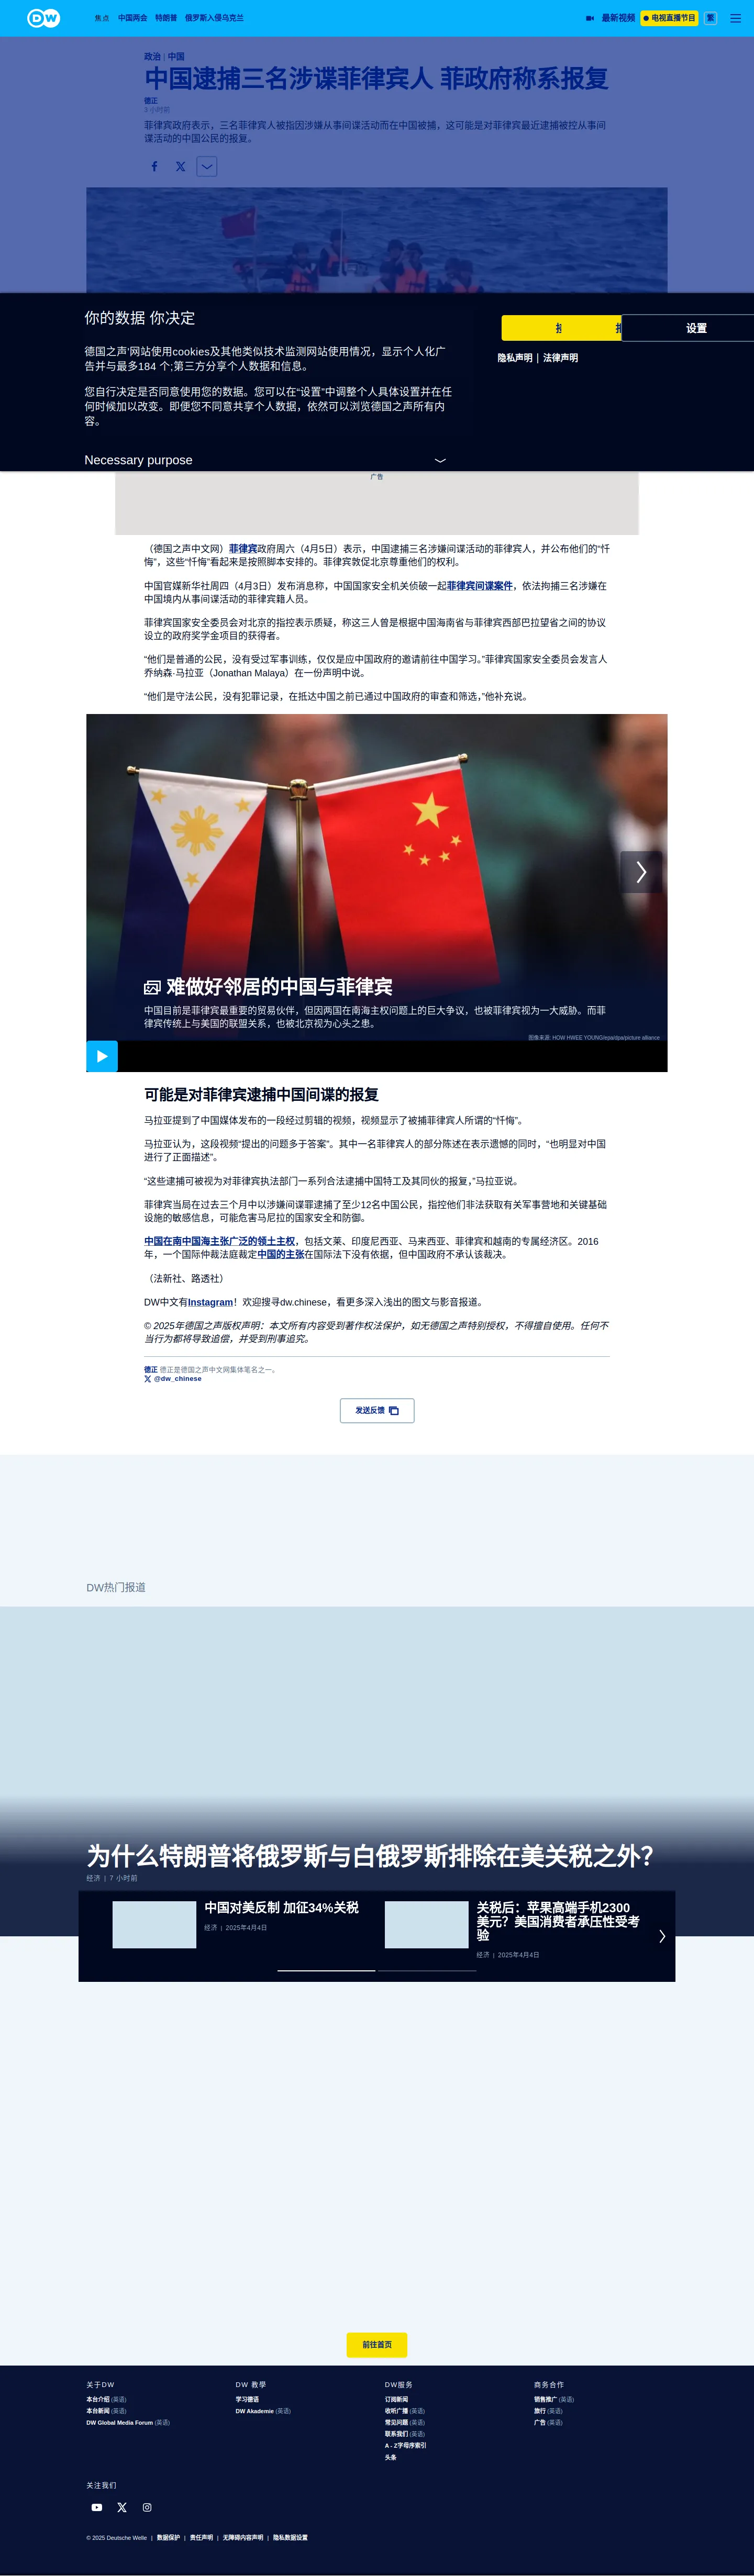 DW
焦点 中国两会 特朗普 俄罗斯入侵乌克兰
最新视频
电视直播节目
繁
政治 | 中国
中国逮捕三名涉谍菲律宾人 菲政府称系报复
德正
3 小时前
菲律宾政府表示，三名菲律宾人被指因涉嫌从事间谍活动而在中国被捕，这可能是对菲律宾最近逮捕被控从事间
谍活动的中国公民的报复。
你的数据 你决定
设置
隐私声明 | 法律声明
德国之声'网站使用cookies及其他类似技术监测网站使用情况，显示个人化广
告并与最多184 个;第三方分享个人数据和信息。
您自行决定是否同意使用您的数据。您可以在“设置”中调整个人具体设置并在任
何时候加以改变。即便您不同意共享个人数据，依然可以浏览德国之声所有内
容。
Necessary purpose
广告
（德国之声中文网）菲律宾政府周六（4月5日）表示，中国逮捕三名涉嫌间谍活动的菲律宾人，并公布他们的“忏
悔”，这些“忏悔”看起来是按照脚本安排的。菲律宾敦促北京尊重他们的权利。
中国官媒新华社周四（4月3日）发布消息称，中国国家安全机关侦破一起菲律宾间谍案件，依法拘捕三名涉嫌在
中国境内从事间谍活动的菲律宾籍人员。
菲律宾国家安全委员会对北京的指控表示质疑，称这三人曾是根据中国海南省与菲律宾西部巴拉望省之间的协议
设立的政府奖学金项目的获得者。
“他们是普通的公民，没有受过军事训练，仅仅是应中国政府的邀请前往中国学习。”菲律宾国家安全委员会发言人
乔纳森·马拉亚（Jonathan Malaya）在一份声明中说。
“他们是守法公民，没有犯罪记录，在抵达中国之前已通过中国政府的审查和筛选，”他补充说。
难做好邻居的中国与菲律宾
中国目前是菲律宾最重要的贸易伙伴，但因两国在南海主权问题上的巨大争议，也被菲律宾视为一大威胁。而菲
律宾传统上与美国的联盟关系，也被北京视为心头之患。
图像来源: HOW HWEE YOUNG/epa/dpa/picture alliance
可能是对菲律宾逮捕中国间谍的报复
马拉亚提到了中国媒体发布的一段经过剪辑的视频，视频显示了被捕菲律宾人所谓的“忏悔”。
马拉亚认为，这段视频“提出的问题多于答案”。其中一名菲律宾人的部分陈述在表示遗憾的同时，“也明显对中国
进行了正面描述”。
“这些逮捕可被视为对菲律宾执法部门一系列合法逮捕中国特工及其同伙的报复，”马拉亚说。
菲律宾当局在过去三个月中以涉嫌间谍罪逮捕了至少12名中国公民，指控他们非法获取有关军事营地和关键基础
设施的敏感信息，可能危害马尼拉的国家安全和防御。
中国在南中国海主张广泛的领土主权，包括文莱、印度尼西亚、马来西亚、菲律宾和越南的专属经济区。2016
年，一个国际仲裁法庭裁定中国的主张在国际法下没有依据，但中国政府不承认该裁决。
（法新社、路透社）
DW中文有Instagram！欢迎搜寻dw.chinese，看更多深入浅出的图文与影音报道。
© 2025年德国之声版权声明：本文所有内容受到著作权法保护，如无德国之声特别授权，不得擅自使用。任何不
当行为都将导致追偿，并受到刑事追究。
德正 德正是德国之声中文网集体笔名之一。
@dw_chinese
发送反馈
DW热门报道
为什么特朗普将俄罗斯与白俄罗斯排除在美关税之外？
经济 | 7 小时前
中国对美反制 加征34%关税
经济 | 2025年4月4日
关税后：苹果高端手机2300
美元？美国消费者承压性受考
验
经济 | 2025年4月4日
前往首页
关于DW
本台介绍 (英语)
本台新闻 (英语)
DW Global Media Forum (英语)
DW 教学
学习德语
DW Akademie (英语)
DW服务
订阅新闻
收听广播 (英语)
常见问题 (英语)
联系我们 (英语)
A - Z字母序索引
头条
商务合作
销售推广 (英语)
旅行 (英语)
广告 (英语)
关注我们
© 2025 Deutsche Welle | 数据保护 | 责任声明 | 无障碍内容声明 | 隐私数据设置